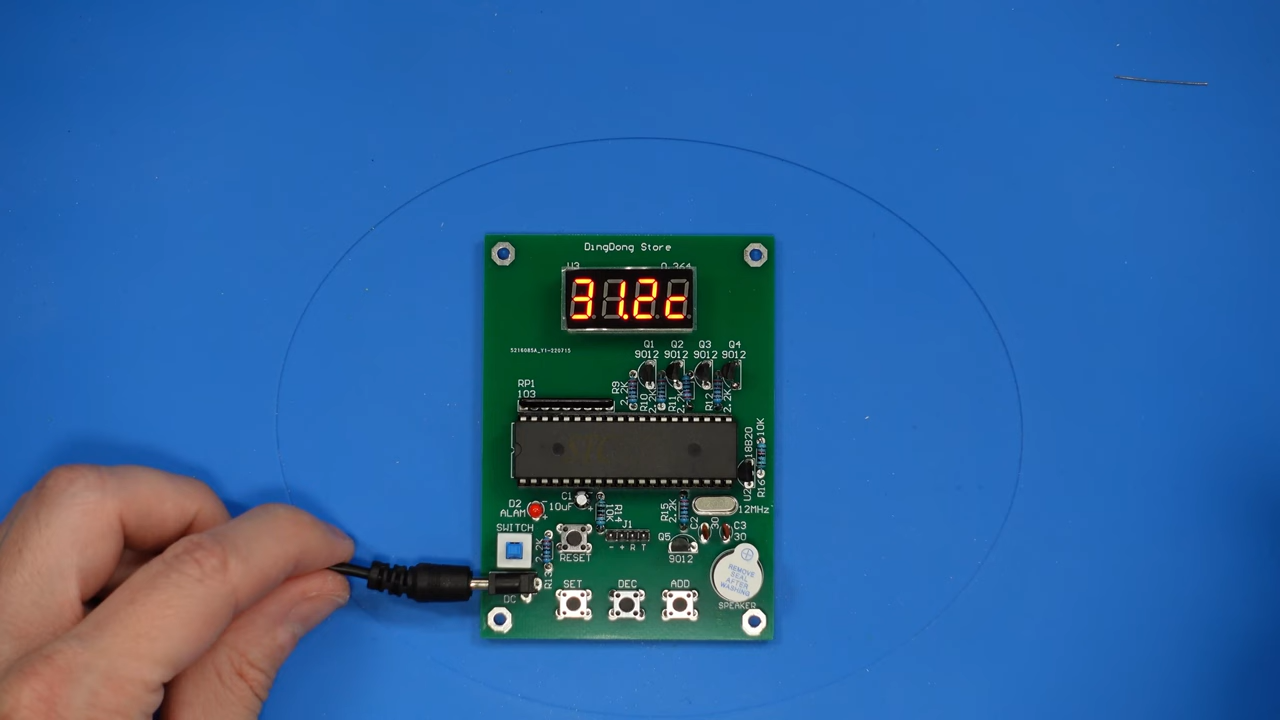 DingDong Store
31.2c
5216085A_Y1-220715
Q1 Q2 Q3 Q4
9012 9012 9012 9012
R9 2.2K
R10 2.2K
R11 2.2K
R12 2.2K
RP1
103
10K
18B20
U2
R16
C1
10uF
D2
ALAM
R14
10K
R15
2.2K
12MHz
J1
- + R T
Q5
9012
C2
30
C3
30
SWITCH
RESET
2.2K
R13
DC
SET DEC ADD
REMOVE
SEAL
AFTER
WASHING
SPEAKER